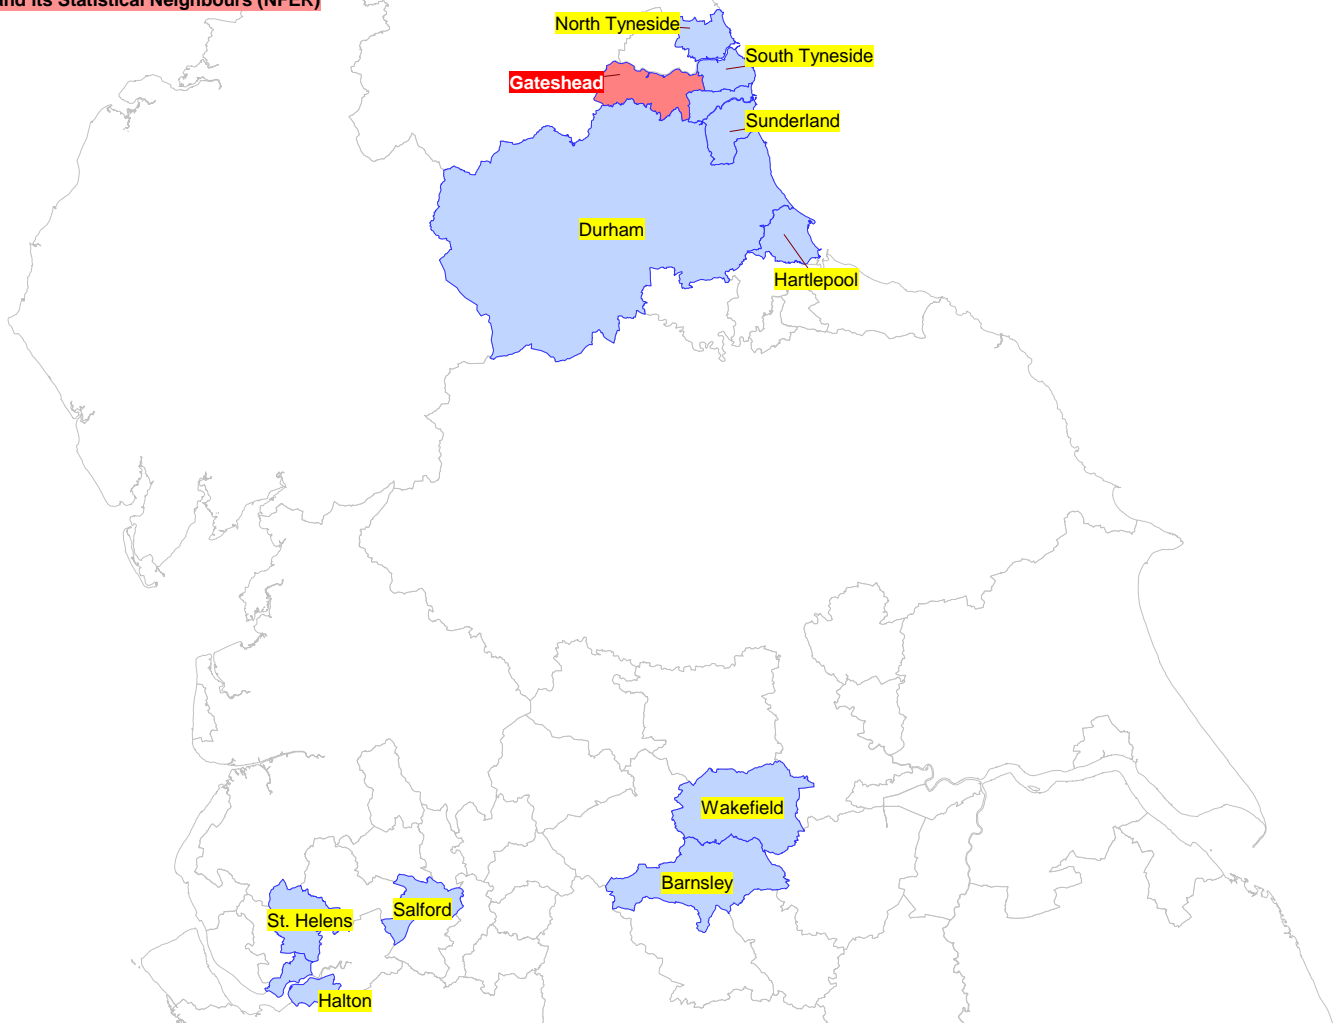 and its Statistical Neighbours (NFER)
North Tyneside
South Tyneside
Gateshead
Sunderland
Durham
Hartlepool
Wakefield
Barnsley
Salford
St. Helens
Halton